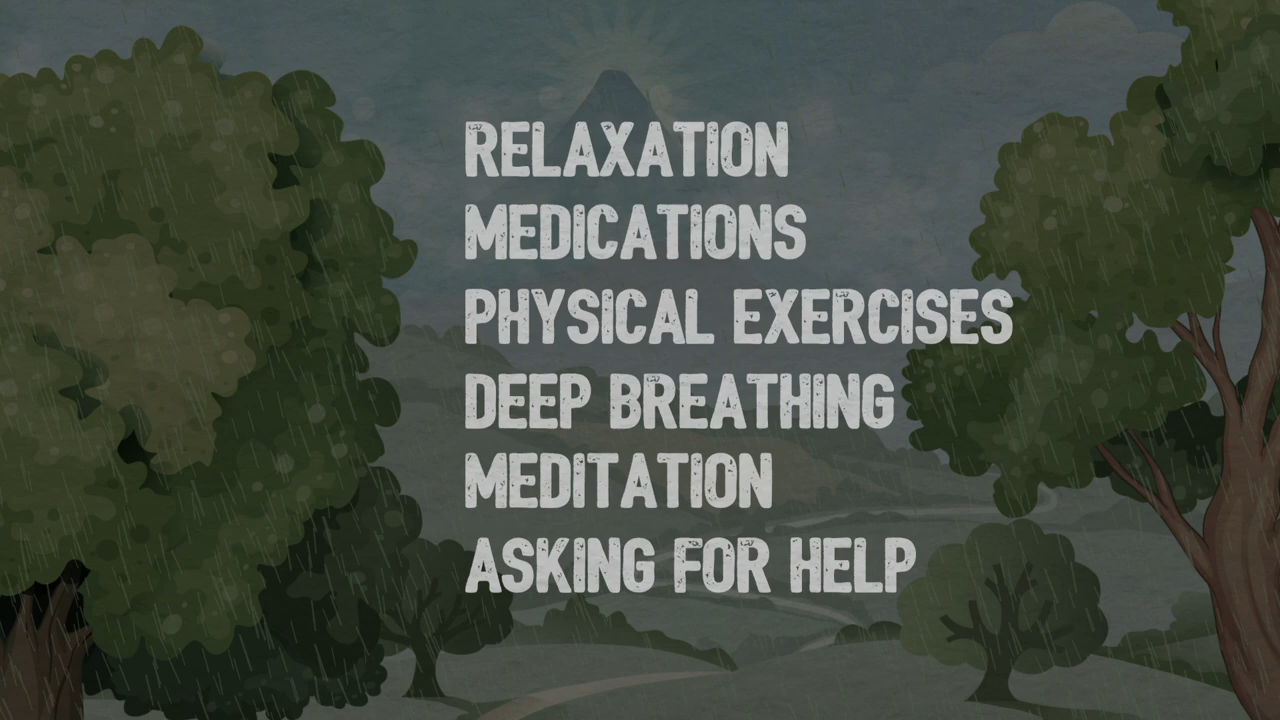 RELAXATION
MEDICATIONS
PHYSICAL EXERCISES
DEEP BREATHING
MEDITATION
ASKING FOR HELP